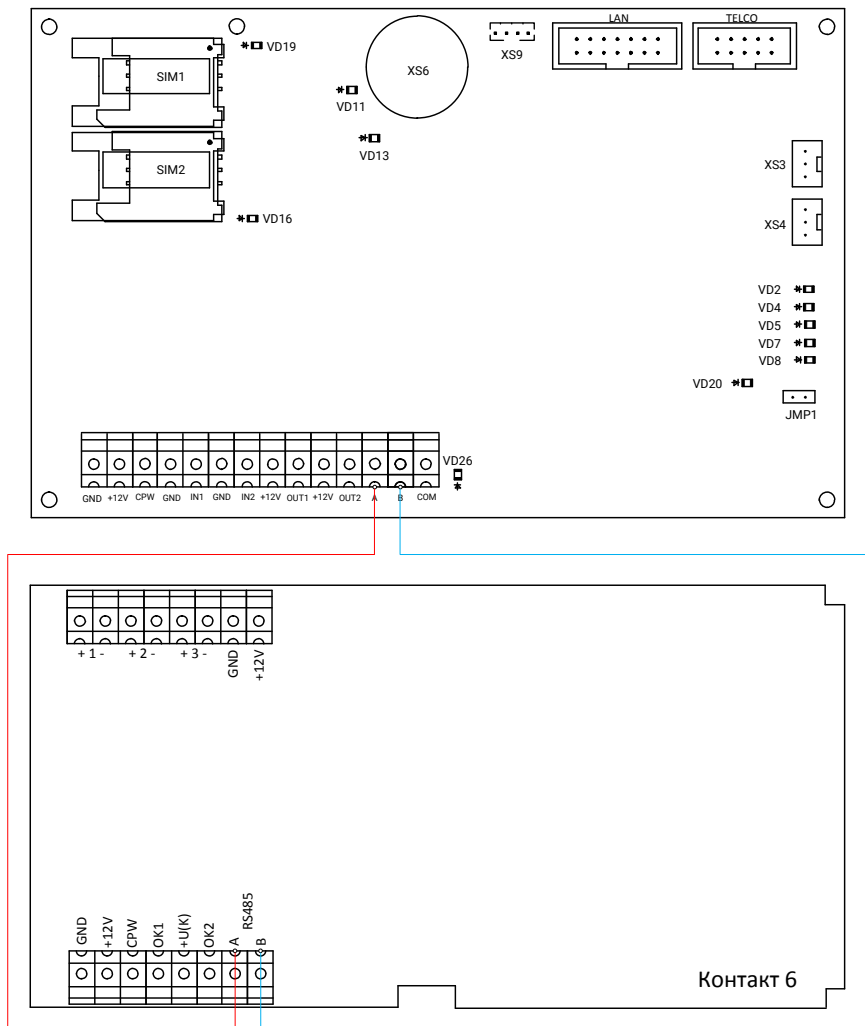 LAN TELCO
VD19
SIM1
XS6
XS9
VD11
VD13
SIM2
XS3
VD16
XS4
VD2
VD4
VD5
VD7
VD8
VD20
JMP1
VD26
GND +12V CPW GND IN1 GND IN2 +12V OUT1 +12V OUT2 A B COM
+ 1 - + 2 - + 3 - GND +12V
GND +12V CPW OK1 +U(K) OK2 A RS485 B
Контакт 6